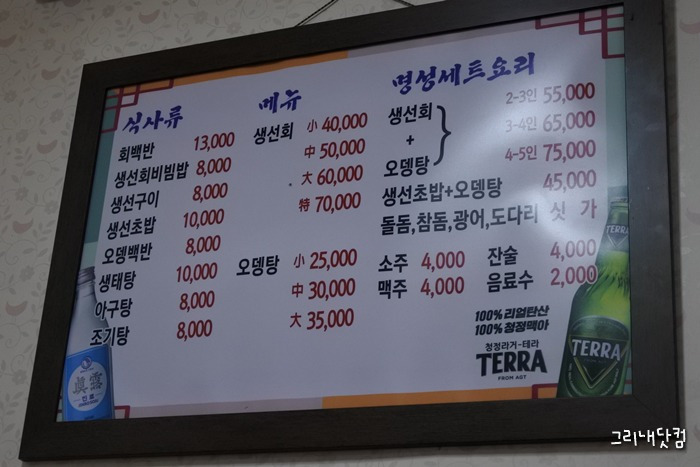 식사류
회백반 13,000
생선회비빔밥 8,000
생선구이 8,000
생선초밥 10,000
오뎅백반 8,000
생태탕 10,000
아구탕 8,000
조기탕 8,000
메뉴
생선회 小 40,000
中 50,000
大 60,000
特 70,000
오뎅탕 小 25,000
中 30,000
大 35,000
명성세트요리
생선회 + 오뎅탕
2-3인 55,000
3-4인 65,000
4-5인 75,000
생선초밥+오뎅탕 45,000
돌돔,참돔,광어,도다리 싯 가
소주 4,000 잔술 4,000
맥주 4,000 음료수 2,000
100% 리얼탄산
100% 청정맥아
청정라거-테라
TERRA
FROM AGT
TERRA
TERRA
眞露
그리내닷컴